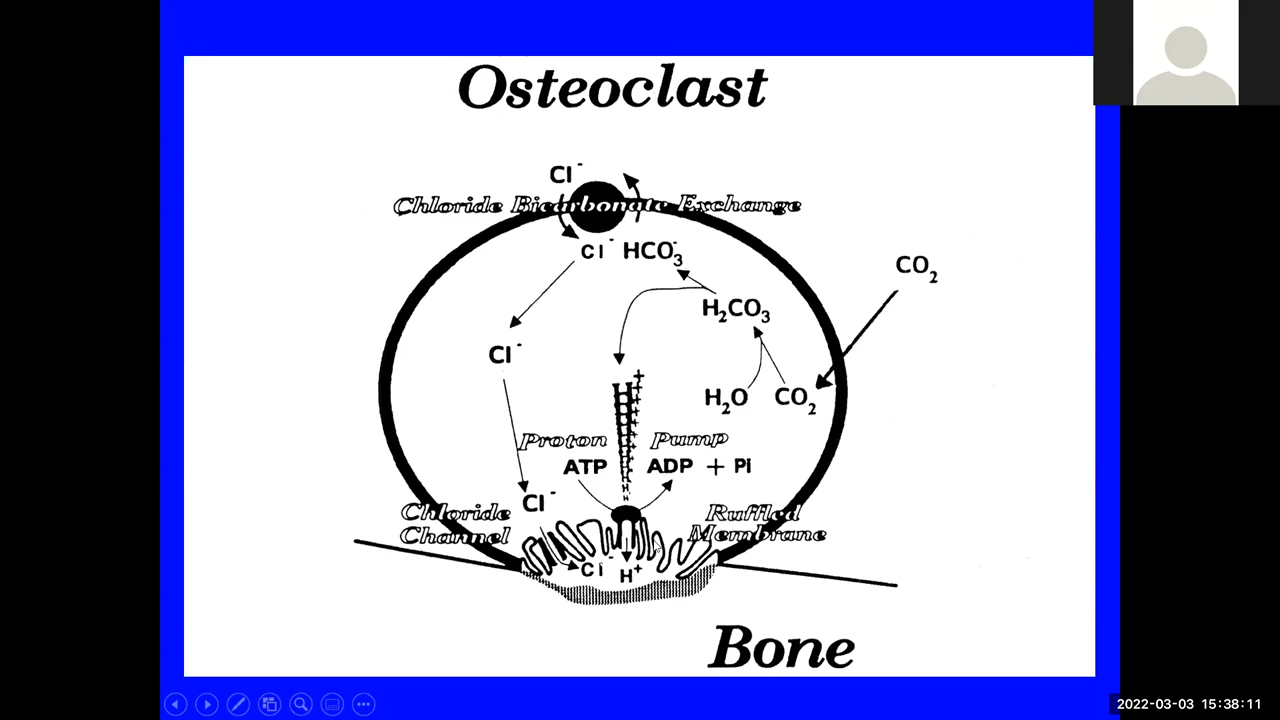 Osteoclast
Cl⁻
Chloride Bicarbonate Exchange
Cl⁻ HCO₃⁻
CO₂
H₂CO₃
Cl⁻
H₂O CO₂
Proton Pump
ATP ADP + Pi
Cl⁻
Chloride Channel
Ruffled Membrane
Cl⁻ H⁺
Bone
2022-03-03 15:38:11